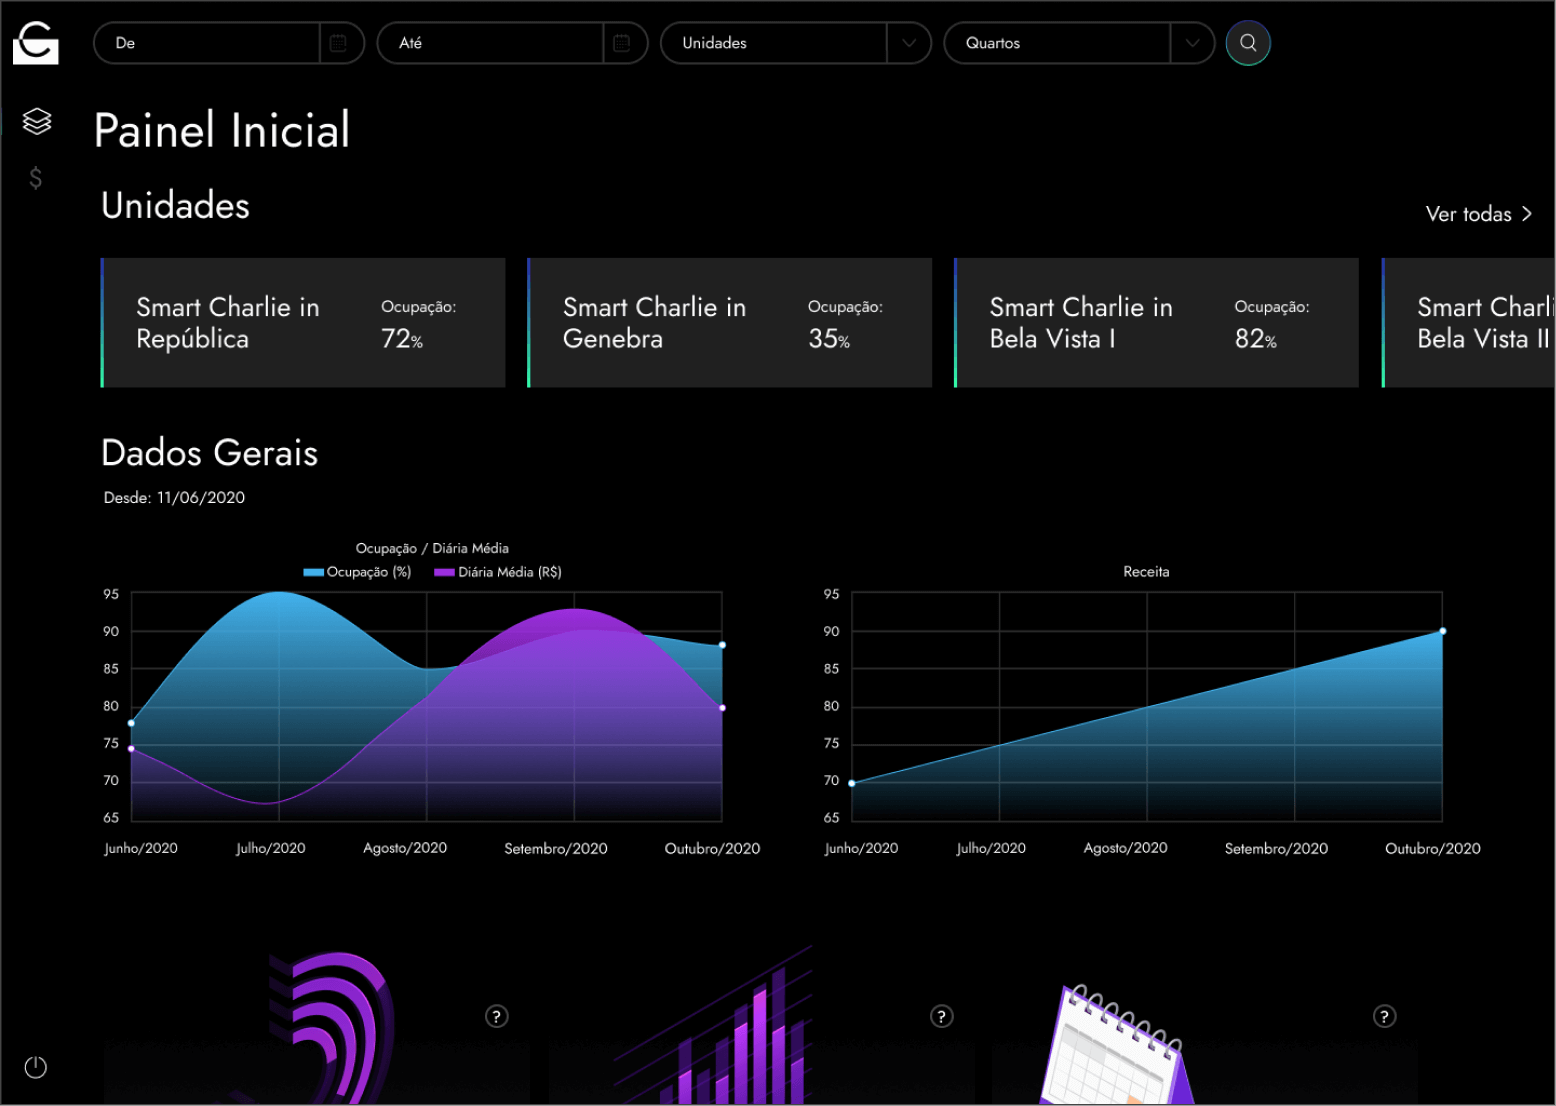 De
Até
Unidades
Quartos
Painel Inicial
$
Unidades
Ver todas
Smart Charlie in
República
Ocupação:
72%
Smart Charlie in
Genebra
Ocupação:
35%
Smart Charlie in
Bela Vista I
Ocupação:
82%
Smart Charli
Bela Vista II
Dados Gerais
Desde: 11/06/2020
Ocupação / Diária Média
Ocupação (%) Diária Média (R$)
95
90
85
80
75
70
65
Junho/2020 Julho/2020 Agosto/2020 Setembro/2020 Outubro/2020
Receita
95
90
85
80
75
70
65
Junho/2020 Julho/2020 Agosto/2020 Setembro/2020 Outubro/2020
?
?
?